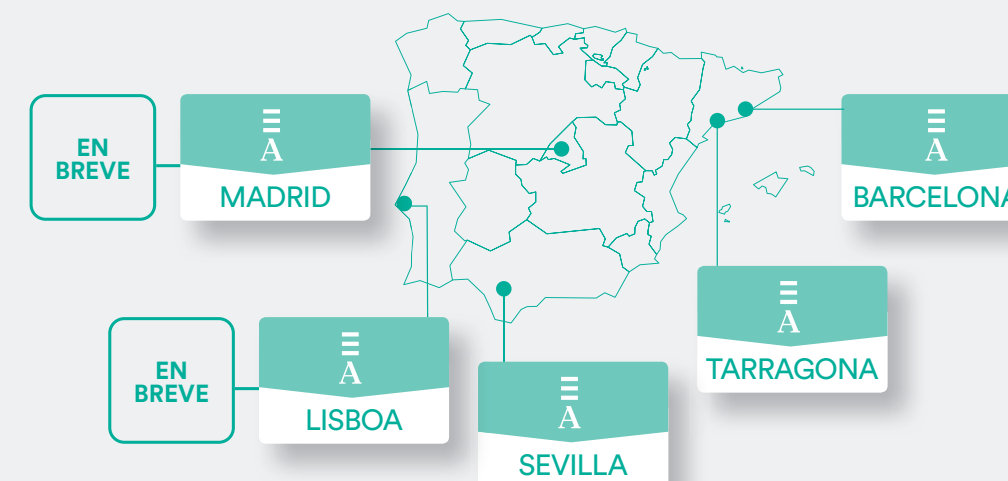 EN
BREVE
A
MADRID
A
BARCELONA
EN
BREVE
A
LISBOA
A
SEVILLA
A
TARRAGONA